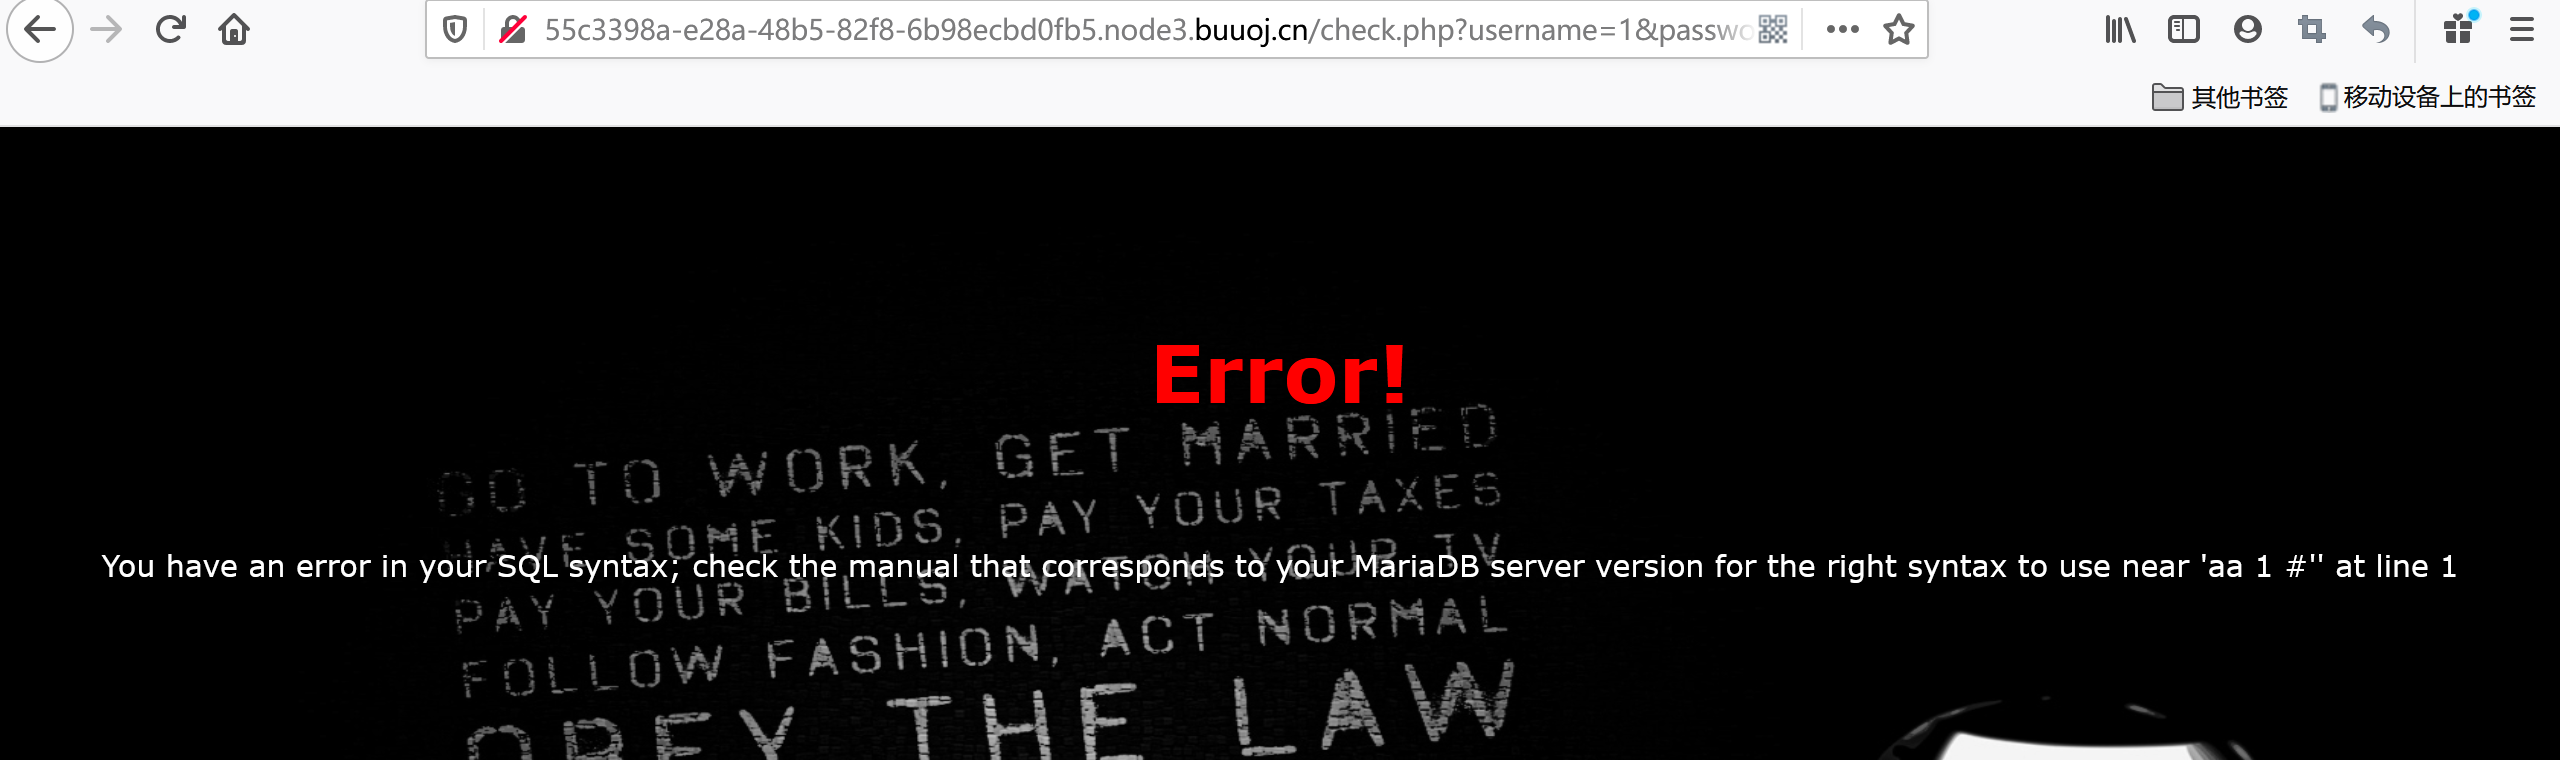 55c3398a-e28a-48b5-82f8-6b98ecbd0fb5.node3.buuoj.cn/check.php?username=1&passwo
其他书签
移动设备上的书签
Error!
GO TO WORK, GET MARRIED
HAVE SOME KIDS, PAY YOUR TAXES
You have an error in your SQL syntax; check the manual that corresponds to your MariaDB server version for the right syntax to use near 'aa 1 #'' at line 1
PAY YOUR BILLS, WATCH YOUR TV
FOLLOW FASHION, ACT NORMAL
OBEY THE LAW